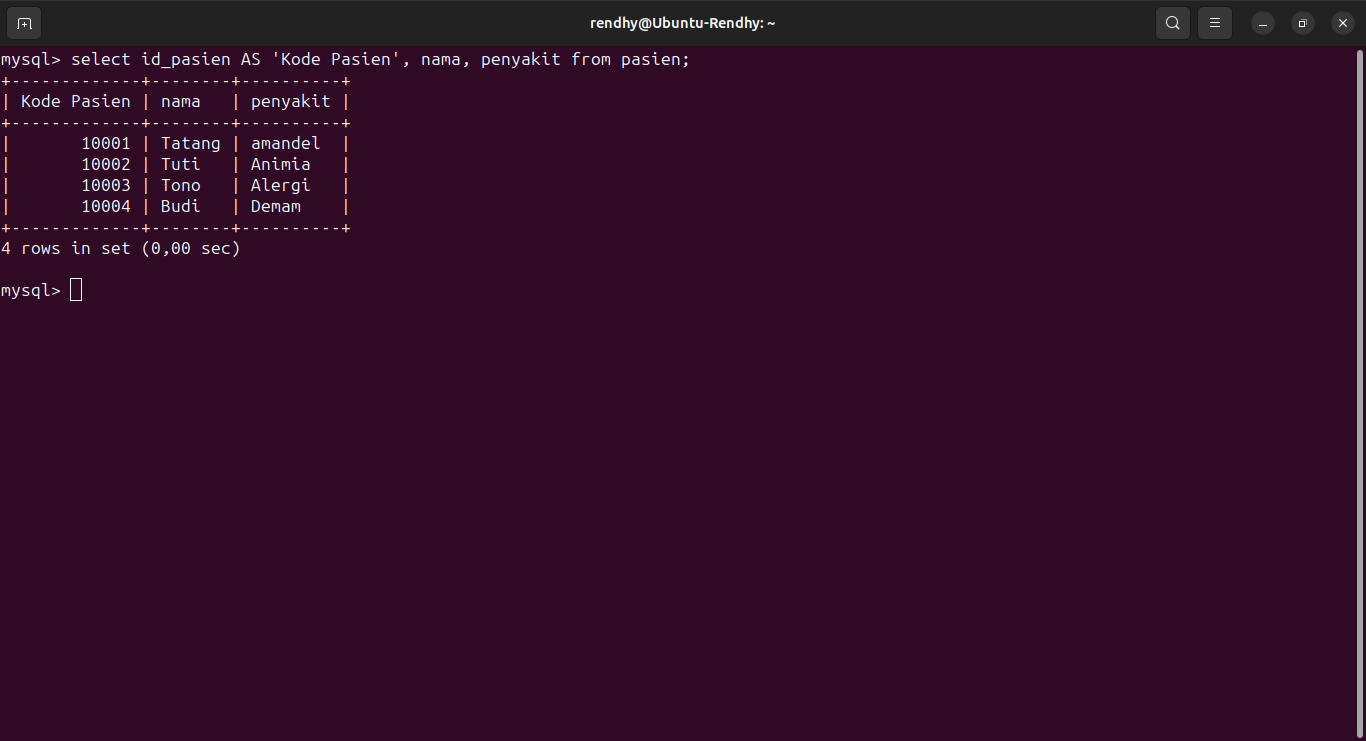 rendhy@Ubuntu-Rendhy: ~
mysql> select id_pasien AS 'Kode Pasien', nama, penyakit from pasien;
+-------------+--------+----------+
| Kode Pasien | nama   | penyakit |
+-------------+--------+----------+
|       10001 | Tatang | amandel  |
|       10002 | Tuti   | Animia   |
|       10003 | Tono   | Alergi   |
|       10004 | Budi   | Demam    |
+-------------+--------+----------+
4 rows in set (0,00 sec)
mysql>